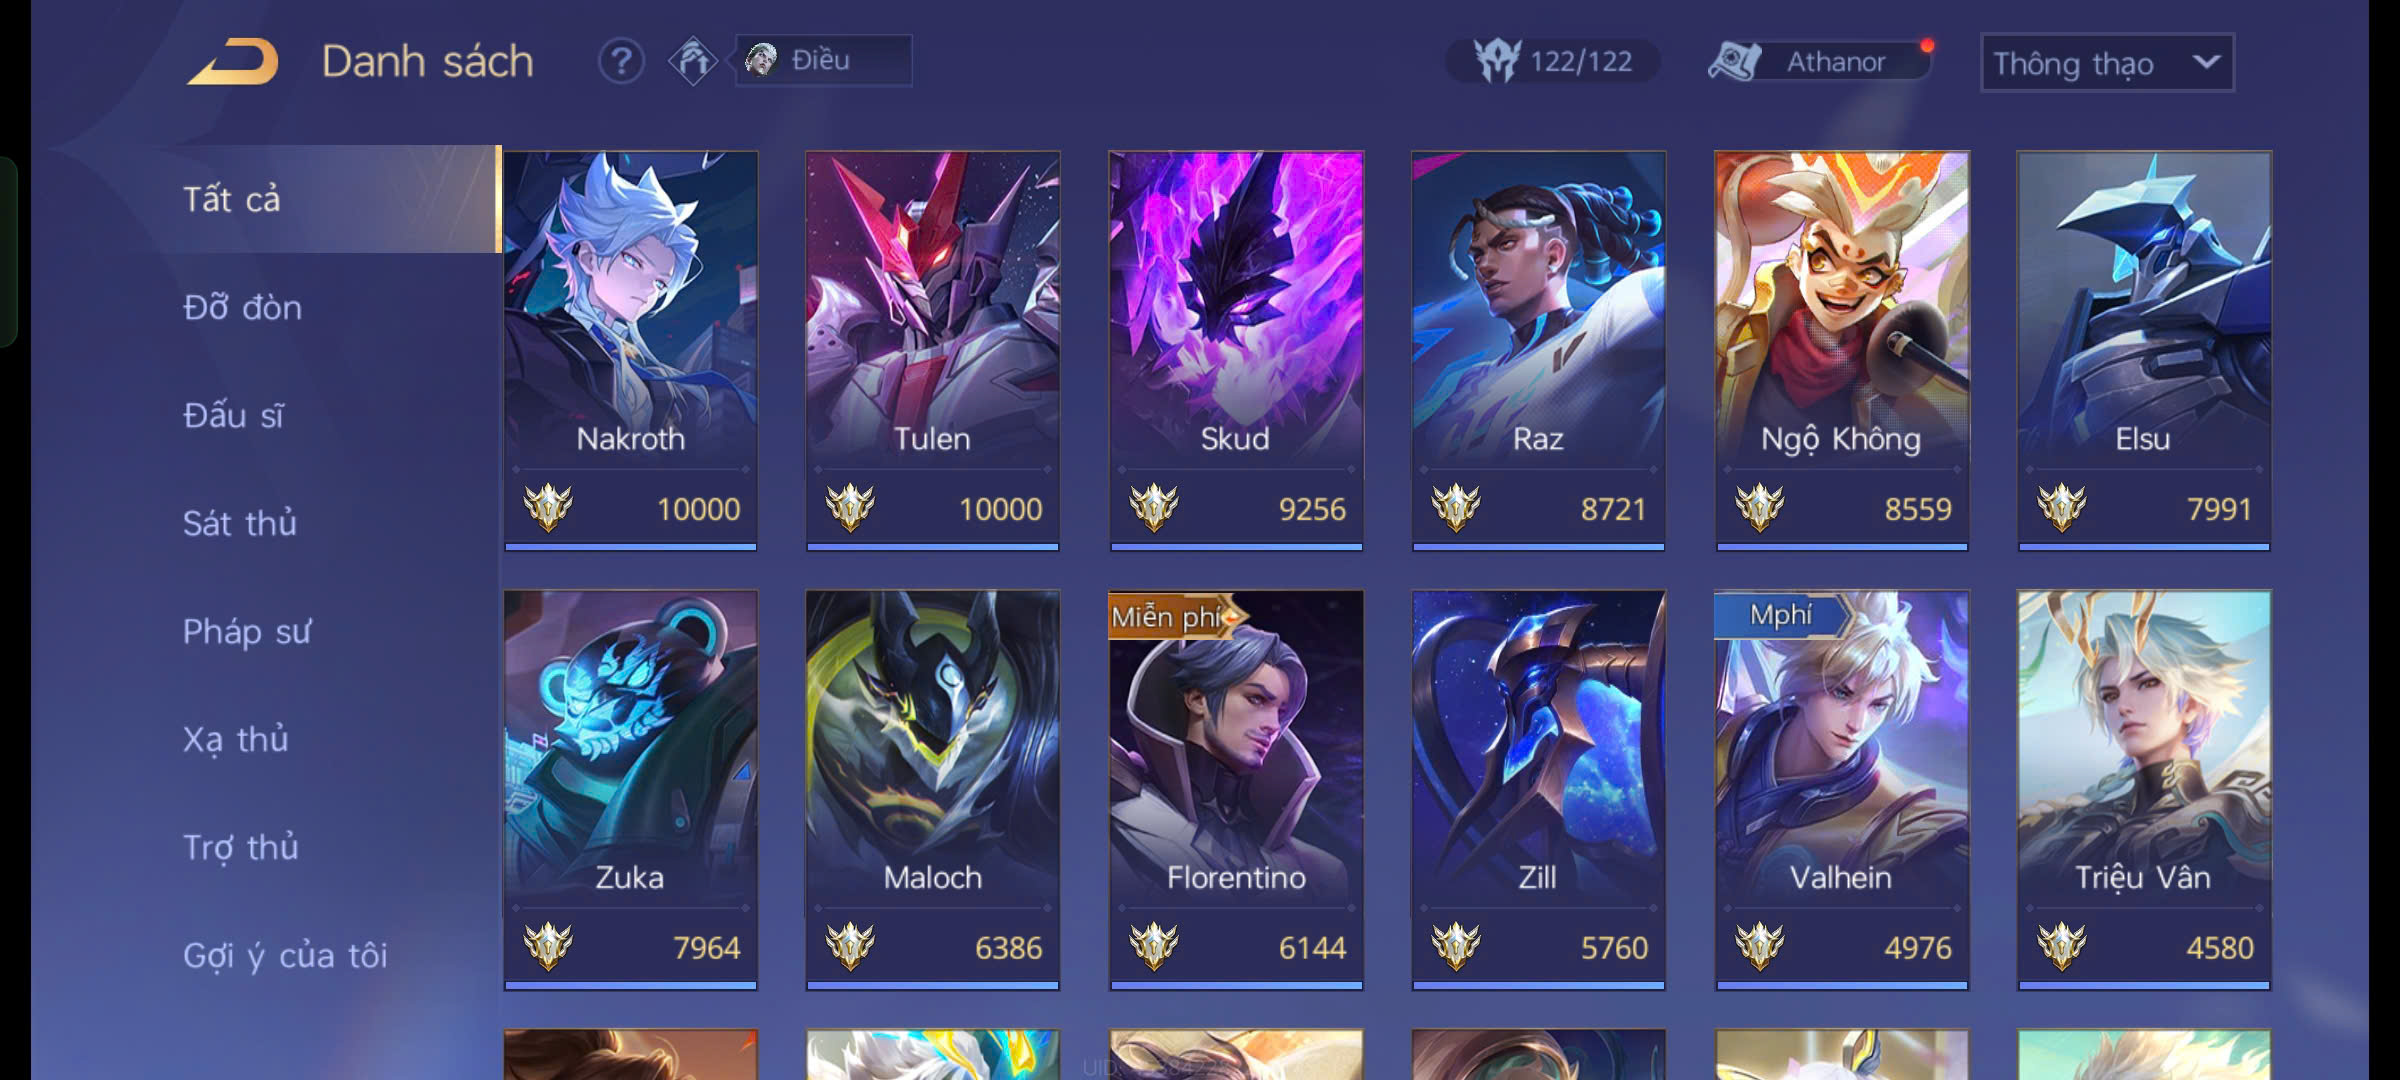 Danh sách
?
Điều
122/122
Athanor
Thông thạo
Tất cả
Đỡ đòn
Đấu sĩ
Sát thủ
Pháp sư
Xạ thủ
Trợ thủ
Gợi ý của tôi
Nakroth
10000
Tulen
10000
Skud
9256
Raz
8721
Ngộ Không
8559
Elsu
7991
Zuka
7964
Maloch
6386
Miễn phí
Florentino
6144
Zill
5760
Mphí
Valhein
4976
Triệu Vân
4580
UID: